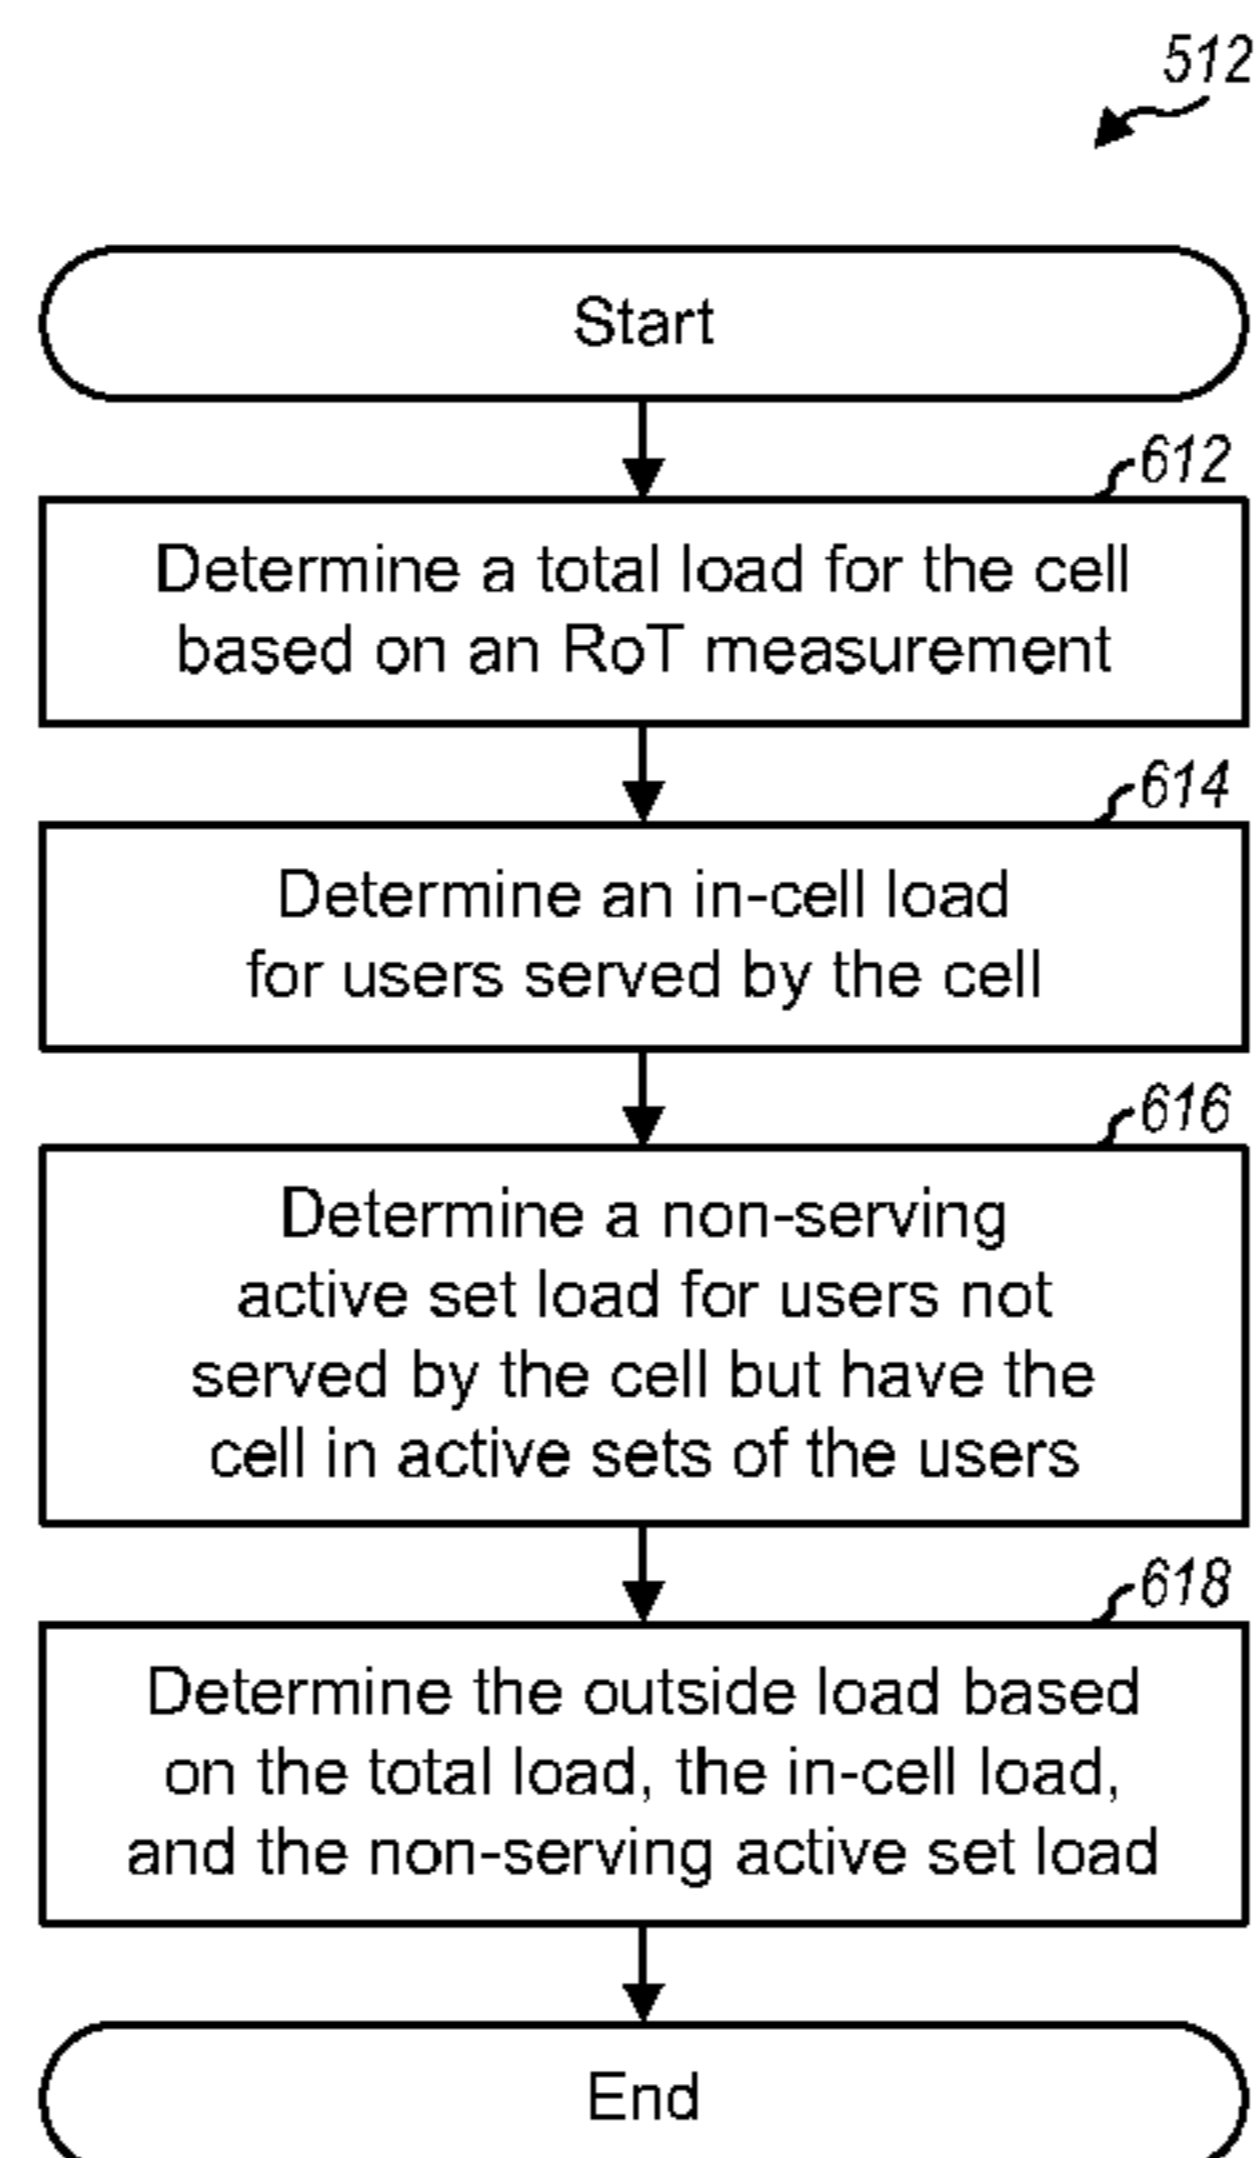 512
Start
612
Determine a total load for the cell
based on an RoT measurement
614
Determine an in-cell load
for users served by the cell
616
Determine a non-serving
active set load for users not
served by the cell but have the
cell in active sets of the users
618
Determine the outside load based
on the total load, the in-cell load,
and the non-serving active set load
End